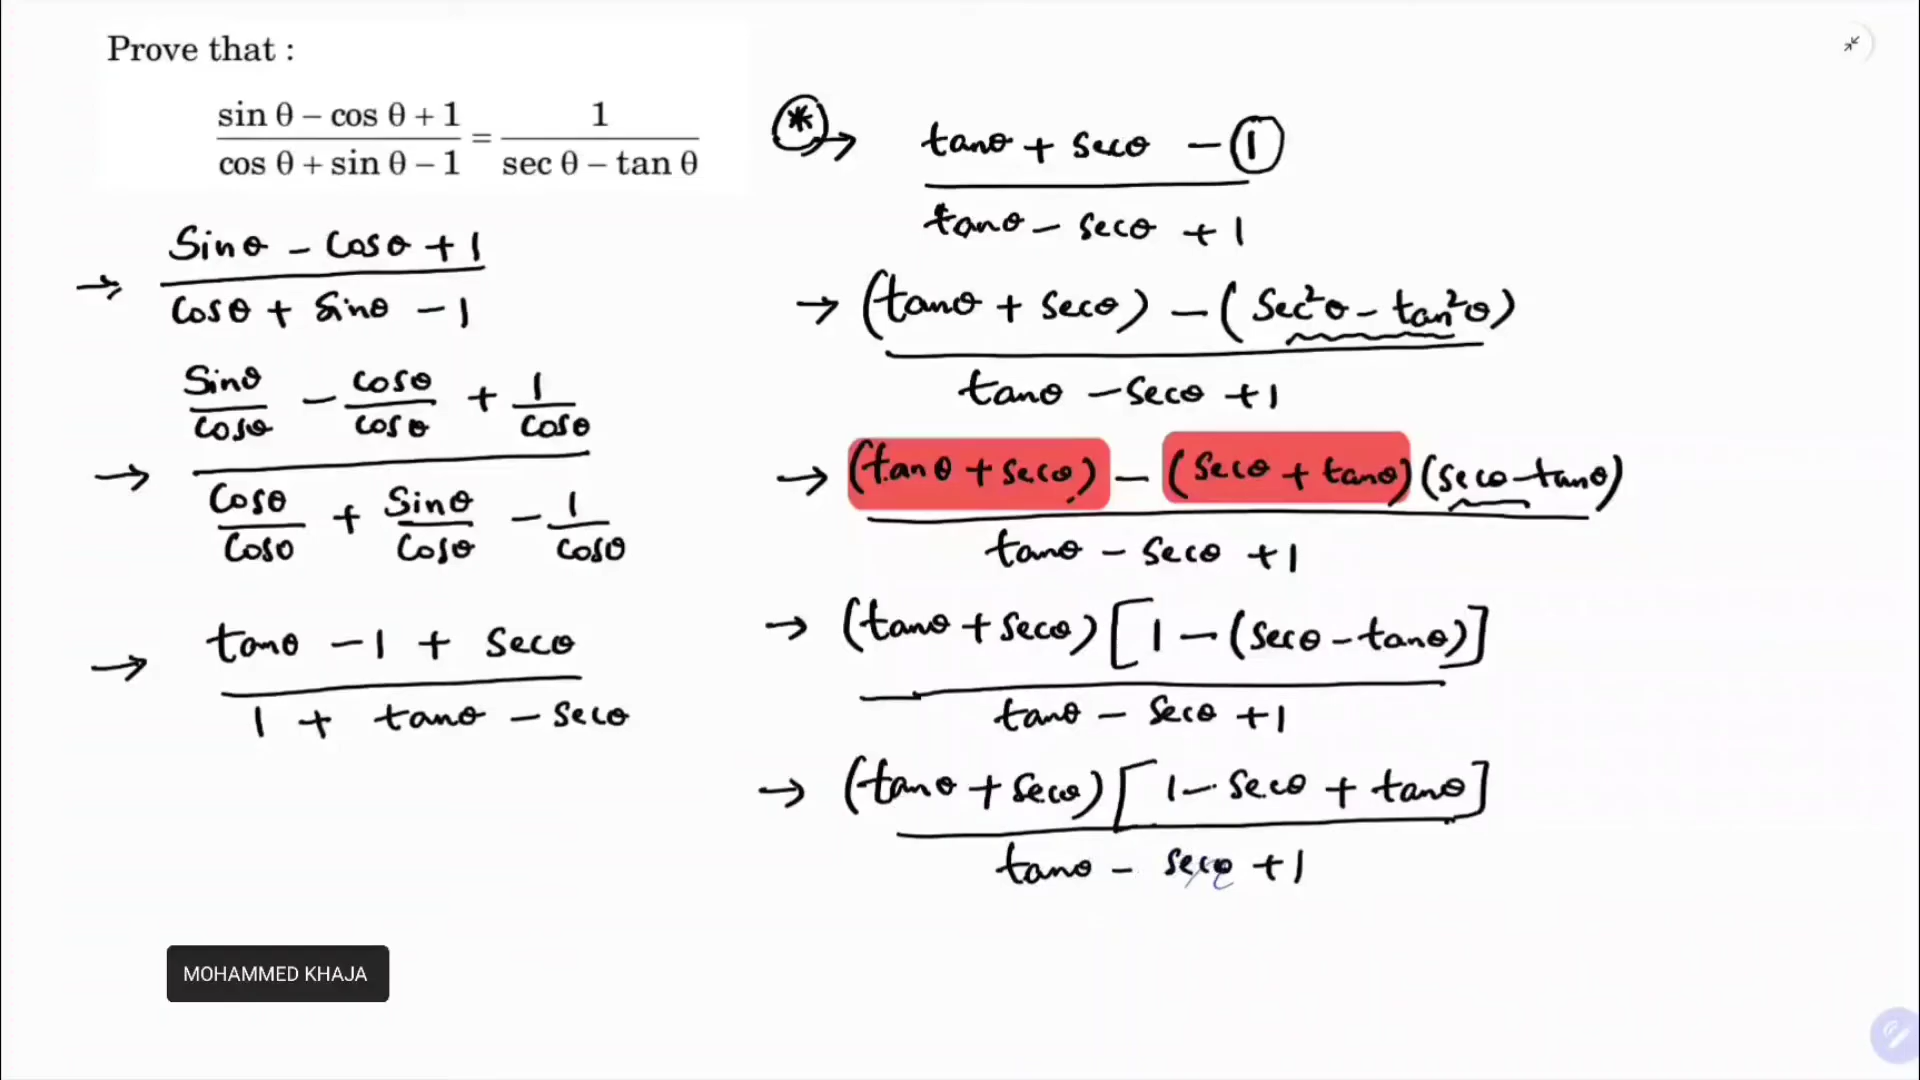 Prove that :
sin θ – cos θ + 1 / cos θ + sin θ – 1 = 1 / sec θ – tan θ
→ Sinθ – Cosθ + 1
Cosθ + Sinθ – 1
→ Sinθ/Cosθ – Cosθ/Cosθ + 1/Cosθ
Cosθ/Cosθ + Sinθ/Cosθ – 1/Cosθ
→ tanθ – 1 + Secθ
1 + tanθ – Secθ
* → tanθ + Secθ – 1
tanθ – Secθ + 1
→ (tanθ + Secθ) – (Sec²θ – tan²θ)
tanθ – Secθ + 1
→ (tanθ + Secθ) – (Secθ + tanθ)(Secθ – tanθ)
tanθ – Secθ + 1
→ (tanθ + Secθ) [1 – (Secθ – tanθ)]
tanθ – Secθ + 1
→ (tanθ + Secθ) [1 – Secθ + tanθ]
tanθ – Secθ + 1
MOHAMMED KHAJA